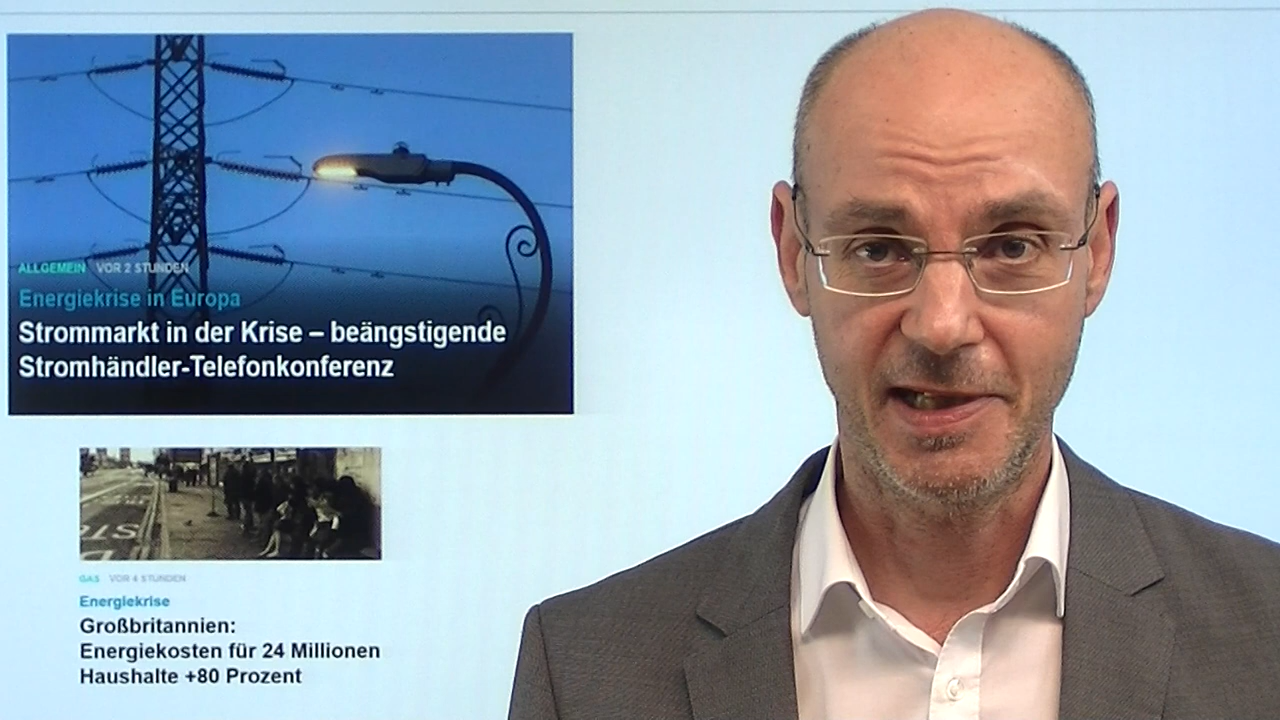 ALLGEMEIN VOR 2 STUNDEN
Energiekrise in Europa
Strommarkt in der Krise – beängstigende
Stromhändler-Telefonkonferenz
GAS VOR 4 STUNDEN
Energiekrise
Großbritannien:
Energiekosten für 24 Millionen
Haushalte +80 Prozent